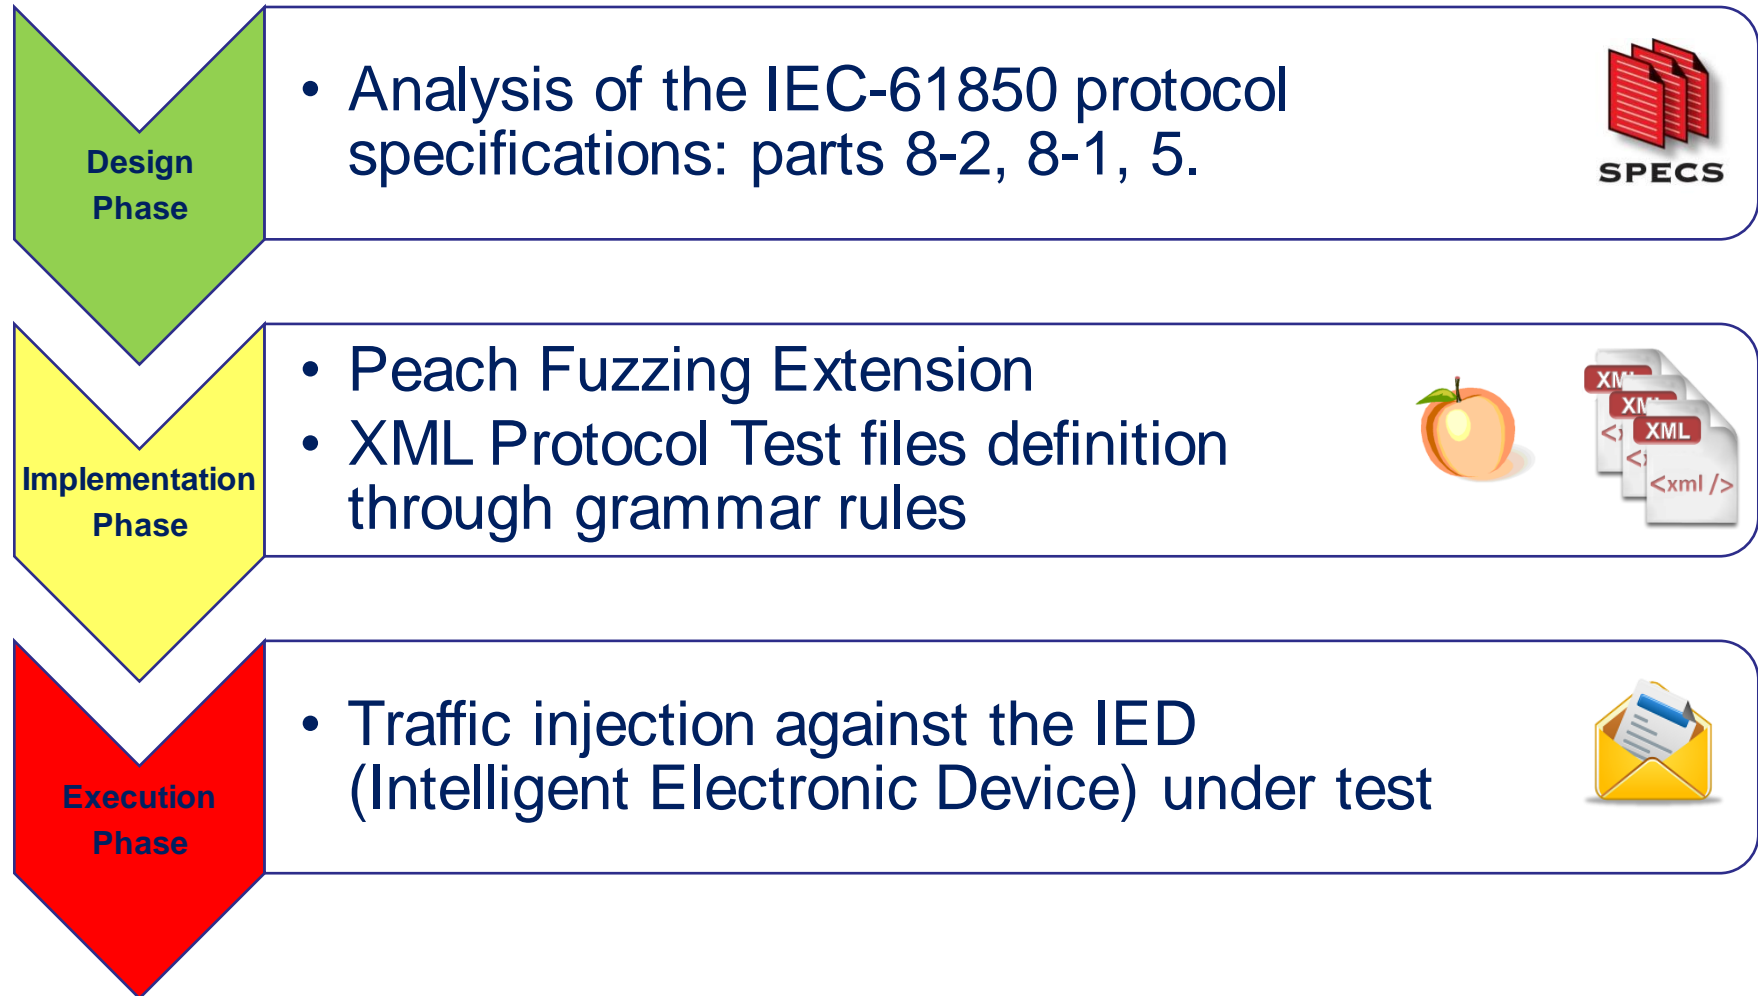 Design
Phase
• Analysis of the IEC-61850 protocol
specifications: parts 8-2, 8-1, 5.
SPECS
Implementation
Phase
• Peach Fuzzing Extension
• XML Protocol Test files definition
through grammar rules
XML
XML
XML
<xml />
Execution
Phase
• Traffic injection against the IED
(Intelligent Electronic Device) under test